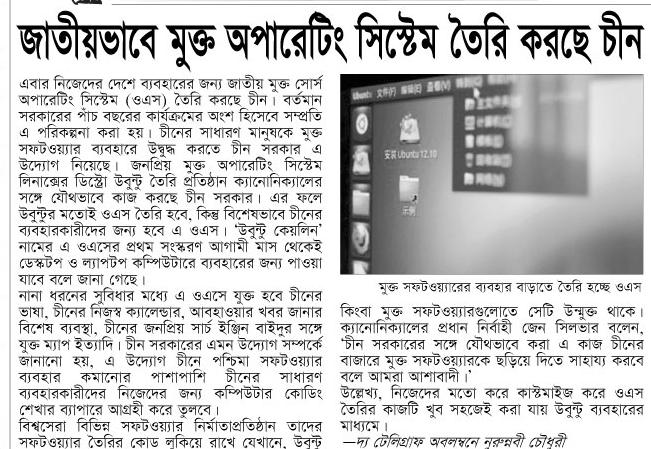 জাতীয়ভাবে মুক্ত অপারেটিং সিস্টেম তৈরি করছে চীন
এবার নিজেদের দেশে ব্যবহারের জন্য জাতীয় মুক্ত সোর্স
অপারেটিং সিস্টেম (ওএস) তৈরি করছে চীন। বর্তমান
সরকারের পাঁচ বছরের কার্যক্রমের অংশ হিসেবে সম্প্রতি
এ পরিকল্পনা করা হয়। চীনের সাধারণ মানুষকে মুক্ত
সফটওয়্যার ব্যবহারে উদ্বুদ্ধ করতে চীন সরকার এ
উদ্যোগ নিয়েছে। জনপ্রিয় মুক্ত অপারেটিং সিস্টেম
লিনাক্সের ডিস্ট্রো উবুন্টু তৈরি প্রতিষ্ঠান ক্যানোনিক্যালের
সঙ্গে যৌথভাবে কাজ করছে চীন সরকার। এর ফলে
উবুন্টুর মতোই ওএস তৈরি হবে, কিন্তু বিশেষভাবে চীনের
ব্যবহারকারীদের জন্য হবে এ ওএস। ‘উবুন্টু কেয়লিন’
নামের এ ওএসের প্রথম সংস্করণ আগামী মাস থেকেই
ডেস্কটপ ও ল্যাপটপ কম্পিউটারে ব্যবহারের জন্য পাওয়া
যাবে বলে জানা গেছে।
নানা ধরনের সুবিধার মধ্যে এ ওএসে যুক্ত হবে চীনের
ভাষা, চীনের নিজস্ব ক্যালেন্ডার, আবহাওয়ার খবর জানার
বিশেষ ব্যবস্থা, চীনের জনপ্রিয় সার্চ ইঞ্জিন বাইদুর সঙ্গে
যুক্ত ম্যাপ ইত্যাদি। চীন সরকারের এমন উদ্যোগ সম্পর্কে
জানানো হয়, এ উদ্যোগ চীনে পশ্চিমা সফটওয়্যার
ব্যবহার কমানোর পাশাপাশি চীনের সাধারণ
ব্যবহারকারীদের নিজেদের জন্য কম্পিউটার কোডিং
শেখার ব্যাপারে আগ্রহী করে তুলবে।
বিশ্বসেরা বিভিন্ন সফটওয়্যার নির্মাতাপ্রতিষ্ঠান তাদের
সফটওয়্যার তৈরির কোড লুকিয়ে রাখে যেখানে, উবুন্টু
Ubuntu 文件(F) 编辑(E) 查看(V)
安装 Ubuntu 12.10
示例
মুক্ত সফটওয়্যারের ব্যবহার বাড়াতে তৈরি হচ্ছে ওএস
কিংবা মুক্ত সফটওয়্যারগুলোতে সেটি উন্মুক্ত থাকে।
ক্যানোনিক্যালের প্রধান নির্বাহী জেন সিলভার বলেন,
‘চীন সরকারের সঙ্গে যৌথভাবে করা এ কাজ চীনের
বাজারে মুক্ত সফটওয়্যারকে ছড়িয়ে দিতে সাহায্য করবে
বলে আমরা আশাবাদী।’
উল্লেখ্য, নিজেদের মতো করে কাস্টমাইজ করে ওএস
তৈরির কাজটি খুব সহজেই করা যায় উবুন্টু ব্যবহারের
মাধ্যমে।
—দ্য টেলিগ্রাফ অবলম্বনে নুরুন্নবী চৌধুরী